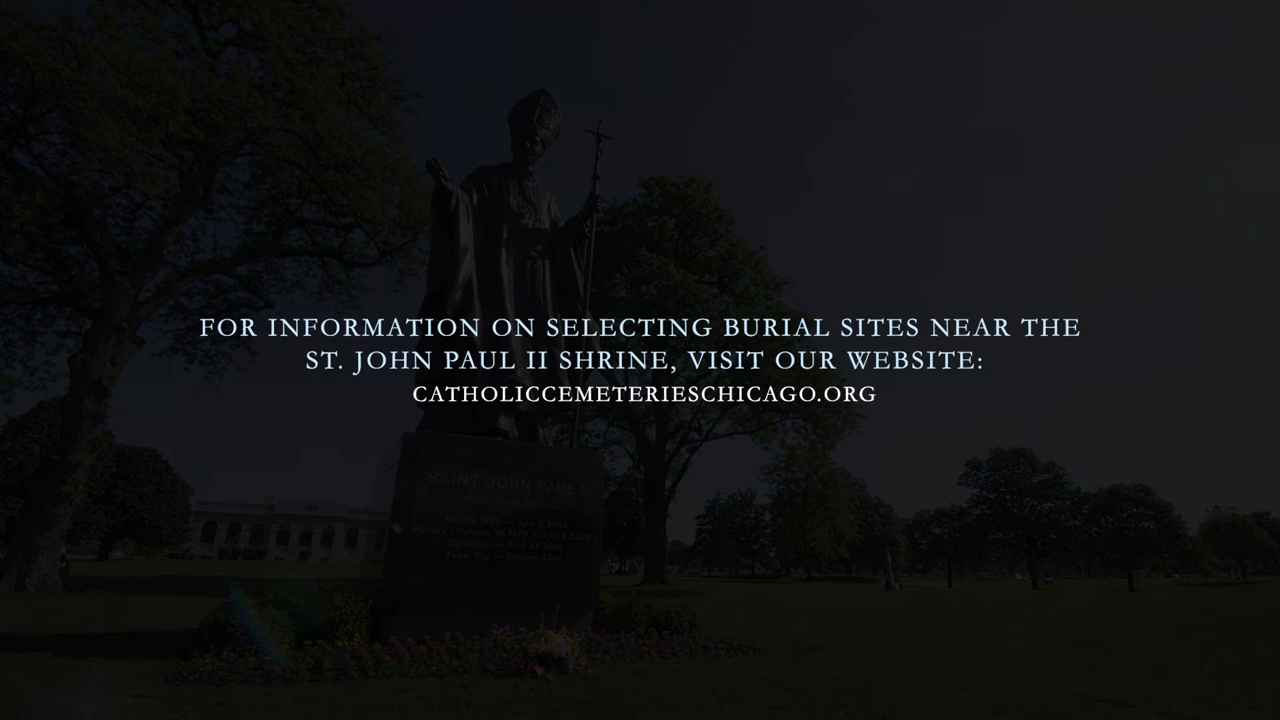 FOR INFORMATION ON SELECTING BURIAL SITES NEAR THE
ST. JOHN PAUL II SHRINE, VISIT OUR WEBSITE:
CATHOLICCEMETERIESCHICAGO.ORG
SAINT JOHN PAUL II